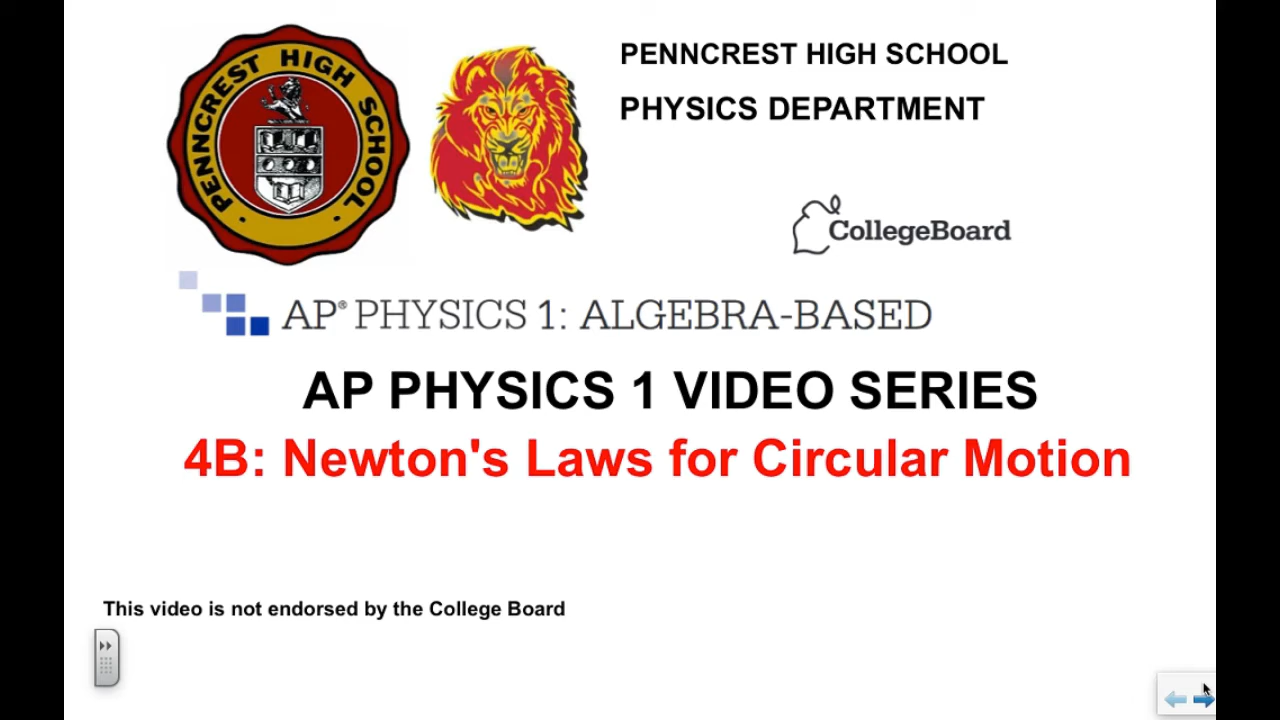 PENNCREST HIGH SCHOOL
PENNCREST HIGH SCHOOL
PHYSICS DEPARTMENT
CollegeBoard
AP® PHYSICS 1: ALGEBRA-BASED
AP PHYSICS 1 VIDEO SERIES
4B: Newton's Laws for Circular Motion
This video is not endorsed by the College Board